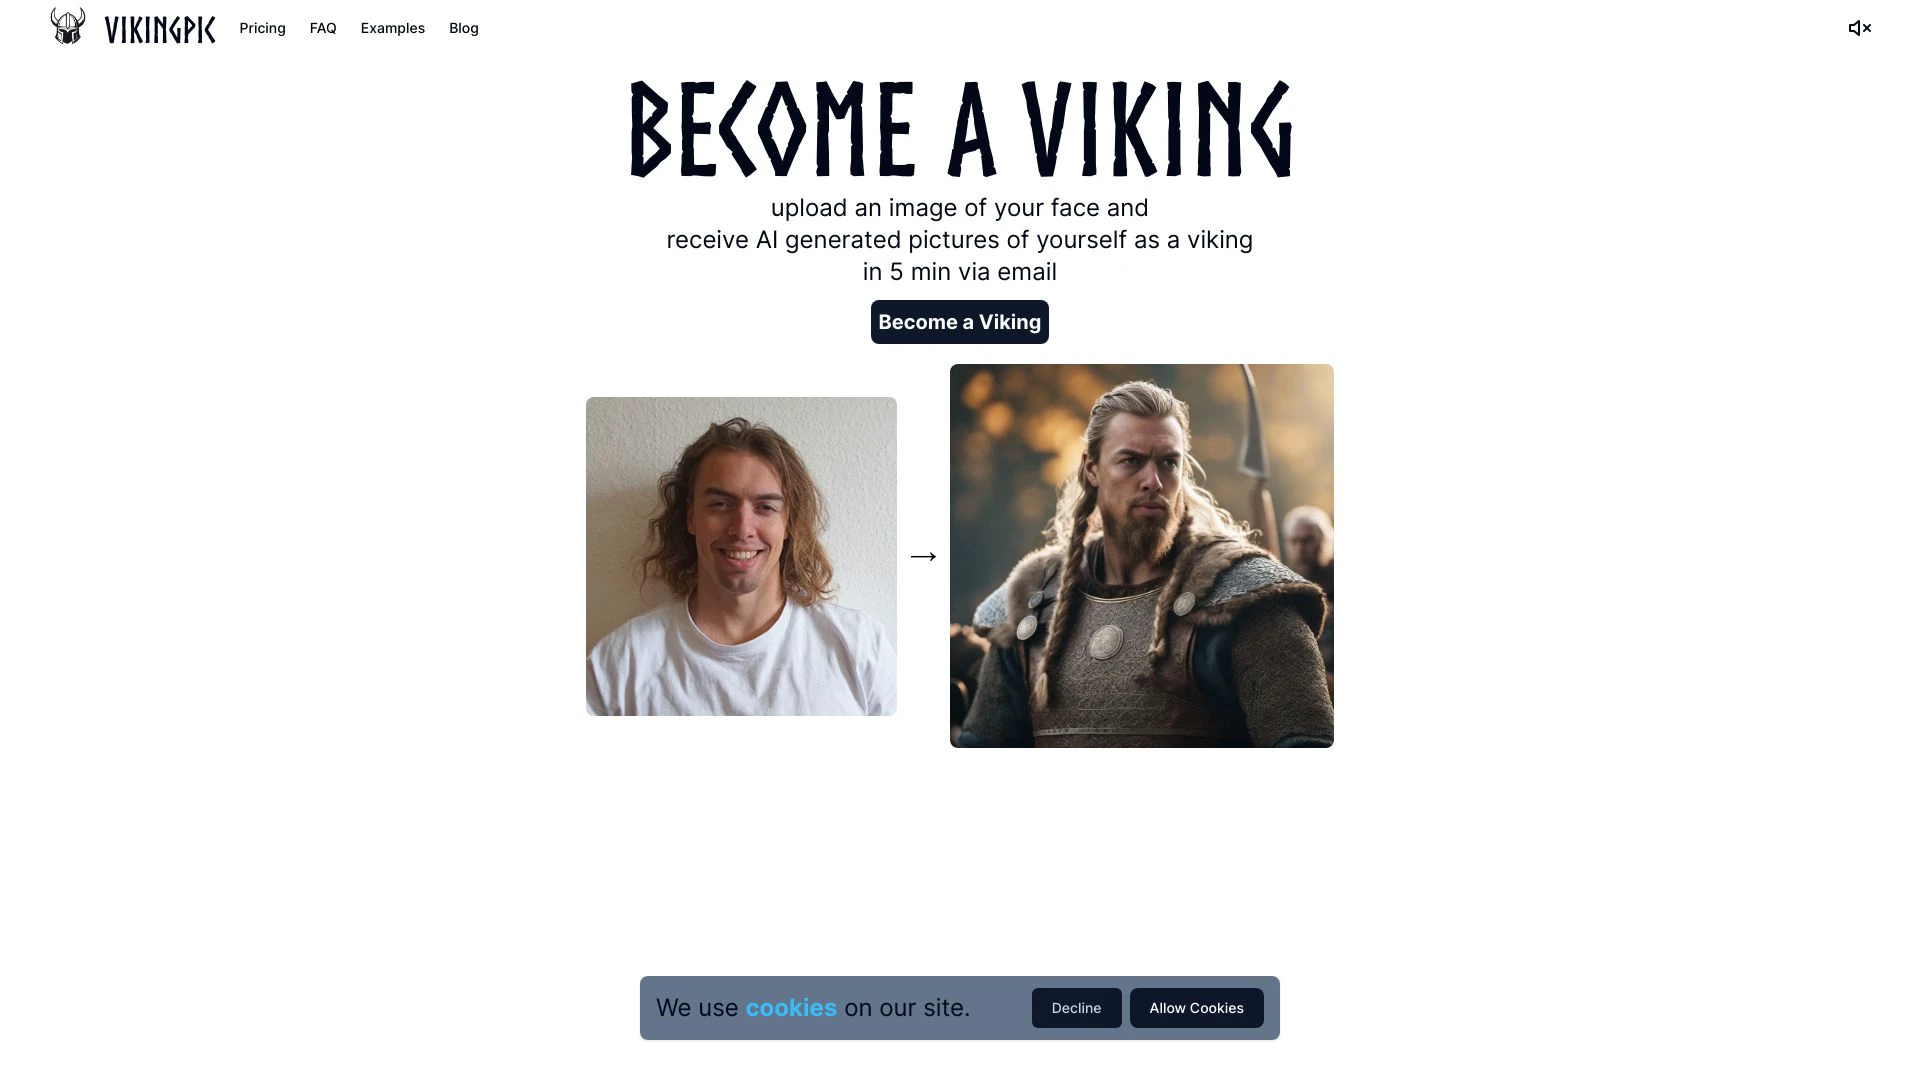 VIKINGPIC
Pricing
FAQ
Examples
Blog
BECOME A VIKING
upload an image of your face and
receive AI generated pictures of yourself as a viking
in 5 min via email
Become a Viking
→
We use cookies on our site.
Decline
Allow Cookies